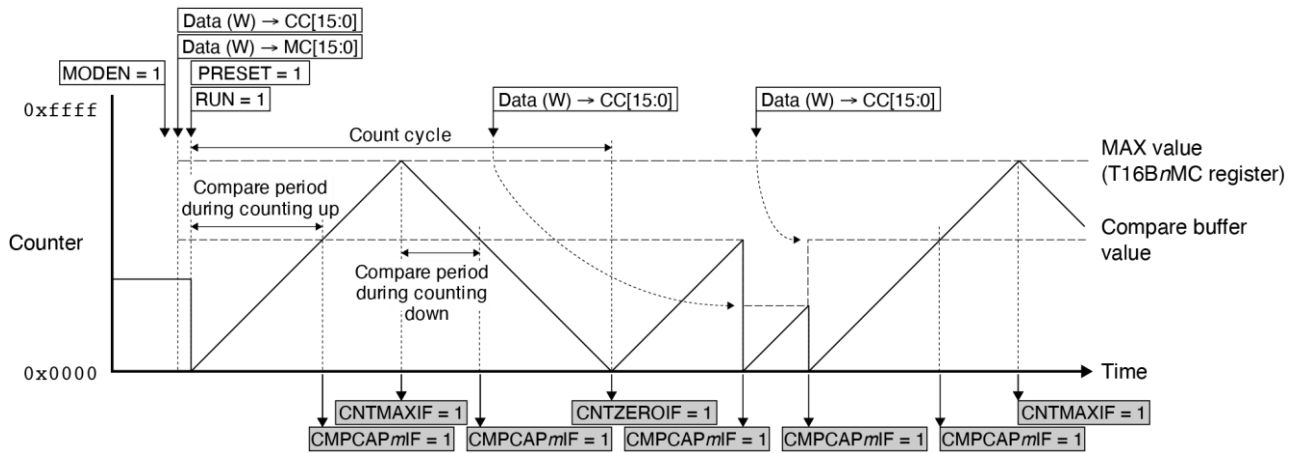 Data (W) → CC[15:0]
Data (W) → MC[15:0]
MODEN = 1
PRESET = 1
RUN = 1
Data (W) → CC[15:0]
Data (W) → CC[15:0]
0xffff
Count cycle
MAX value
(T16BnMC register)
Compare period
during counting up
Counter
Compare buffer
value
Compare period
during counting
down
0x0000
Time
CNTMAXIF = 1
CNTZEROIF = 1
CNTMAXIF = 1
CMPCAPmIF = 1
CMPCAPmIF = 1
CMPCAPmIF = 1
CMPCAPmIF = 1
CMPCAPmIF = 1